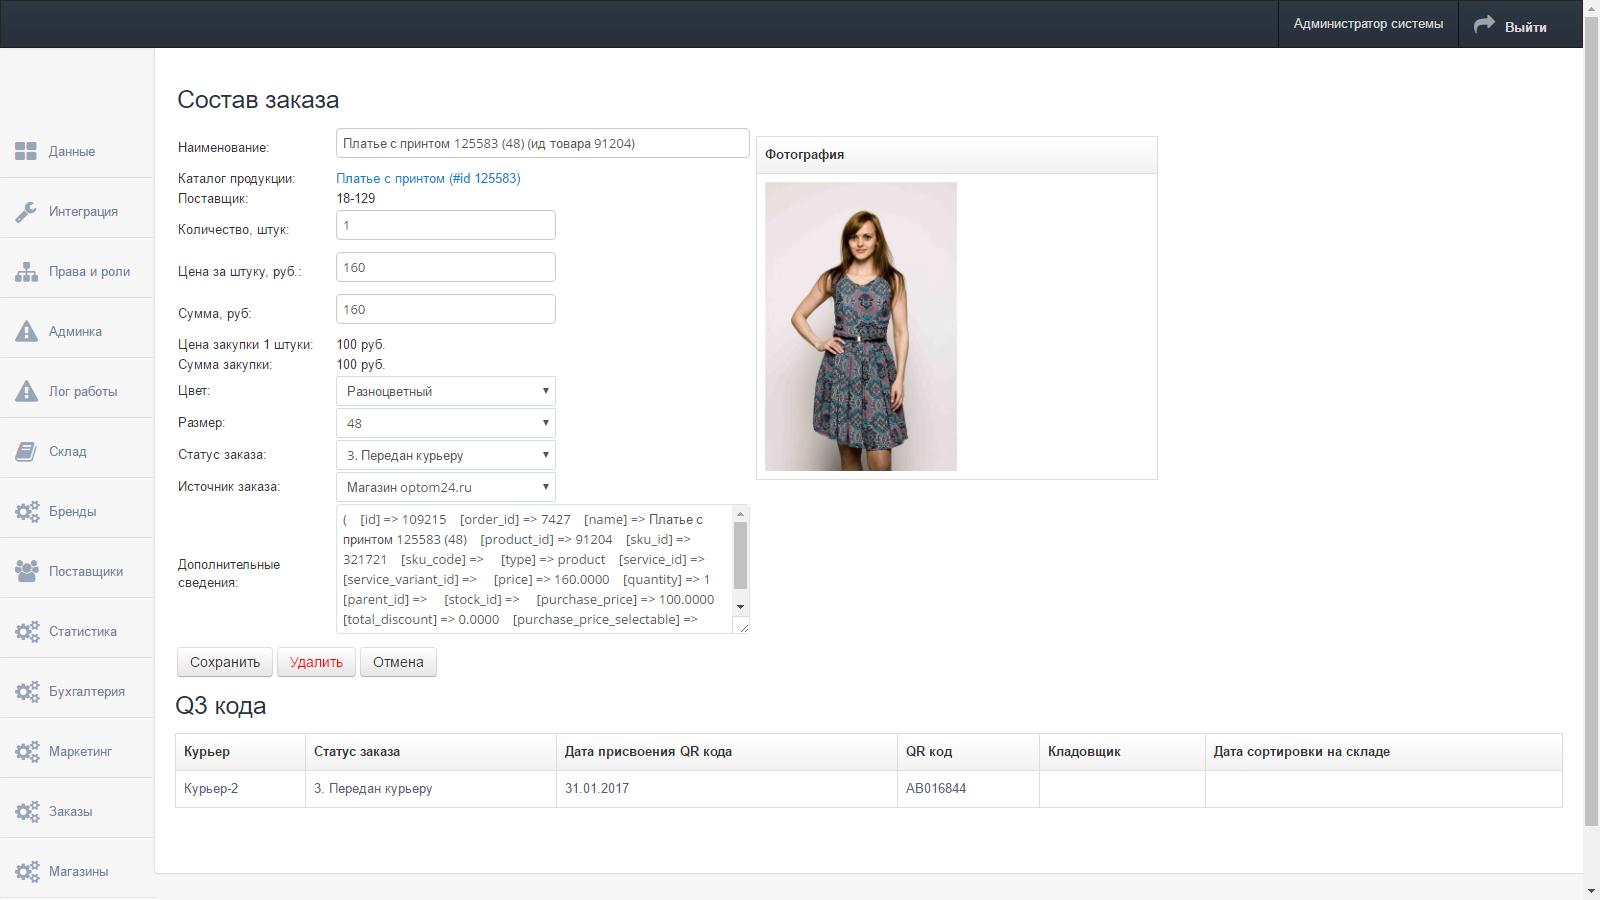 Администратор системы
Выйти
Данные
Интеграция
Права и роли
Админка
Лог работы
Склад
Бренды
Поставщики
Статистика
Бухгалтерия
Маркетинг
Заказы
Магазины
Состав заказа
Наименование: Платье с принтом 125583 (48) (ид товара 91204)
Каталог продукции: Платье с принтом (#id 125583)
Поставщик: 18-129
Количество, штук: 1
Цена за штуку, руб.: 160
Сумма, руб: 160
Цена закупки 1 штуки: 100 руб.
Сумма закупки: 100 руб.
Цвет: Разноцветный
Размер: 48
Статус заказа: 3. Передан курьеру
Источник заказа: Магазин optom24.ru
Дополнительные
сведения:
( [id] => 109215 [order_id] => 7427 [name] => Платье с
принтом 125583 (48) [product_id] => 91204 [sku_id] =>
321721 [sku_code] => [type] => product [service_id] =>
[service_variant_id] => [price] => 160.0000 [quantity] => 1
[parent_id] => [stock_id] => [purchase_price] => 100.0000
[total_discount] => 0.0000 [purchase_price_selectable] =>
Фотография
Сохранить Удалить Отмена
Q3 кода
Курьер Статус заказа Дата присвоения QR кода QR код Кладовщик Дата сортировки на складе
Курьер-2 3. Передан курьеру 31.01.2017 AB016844